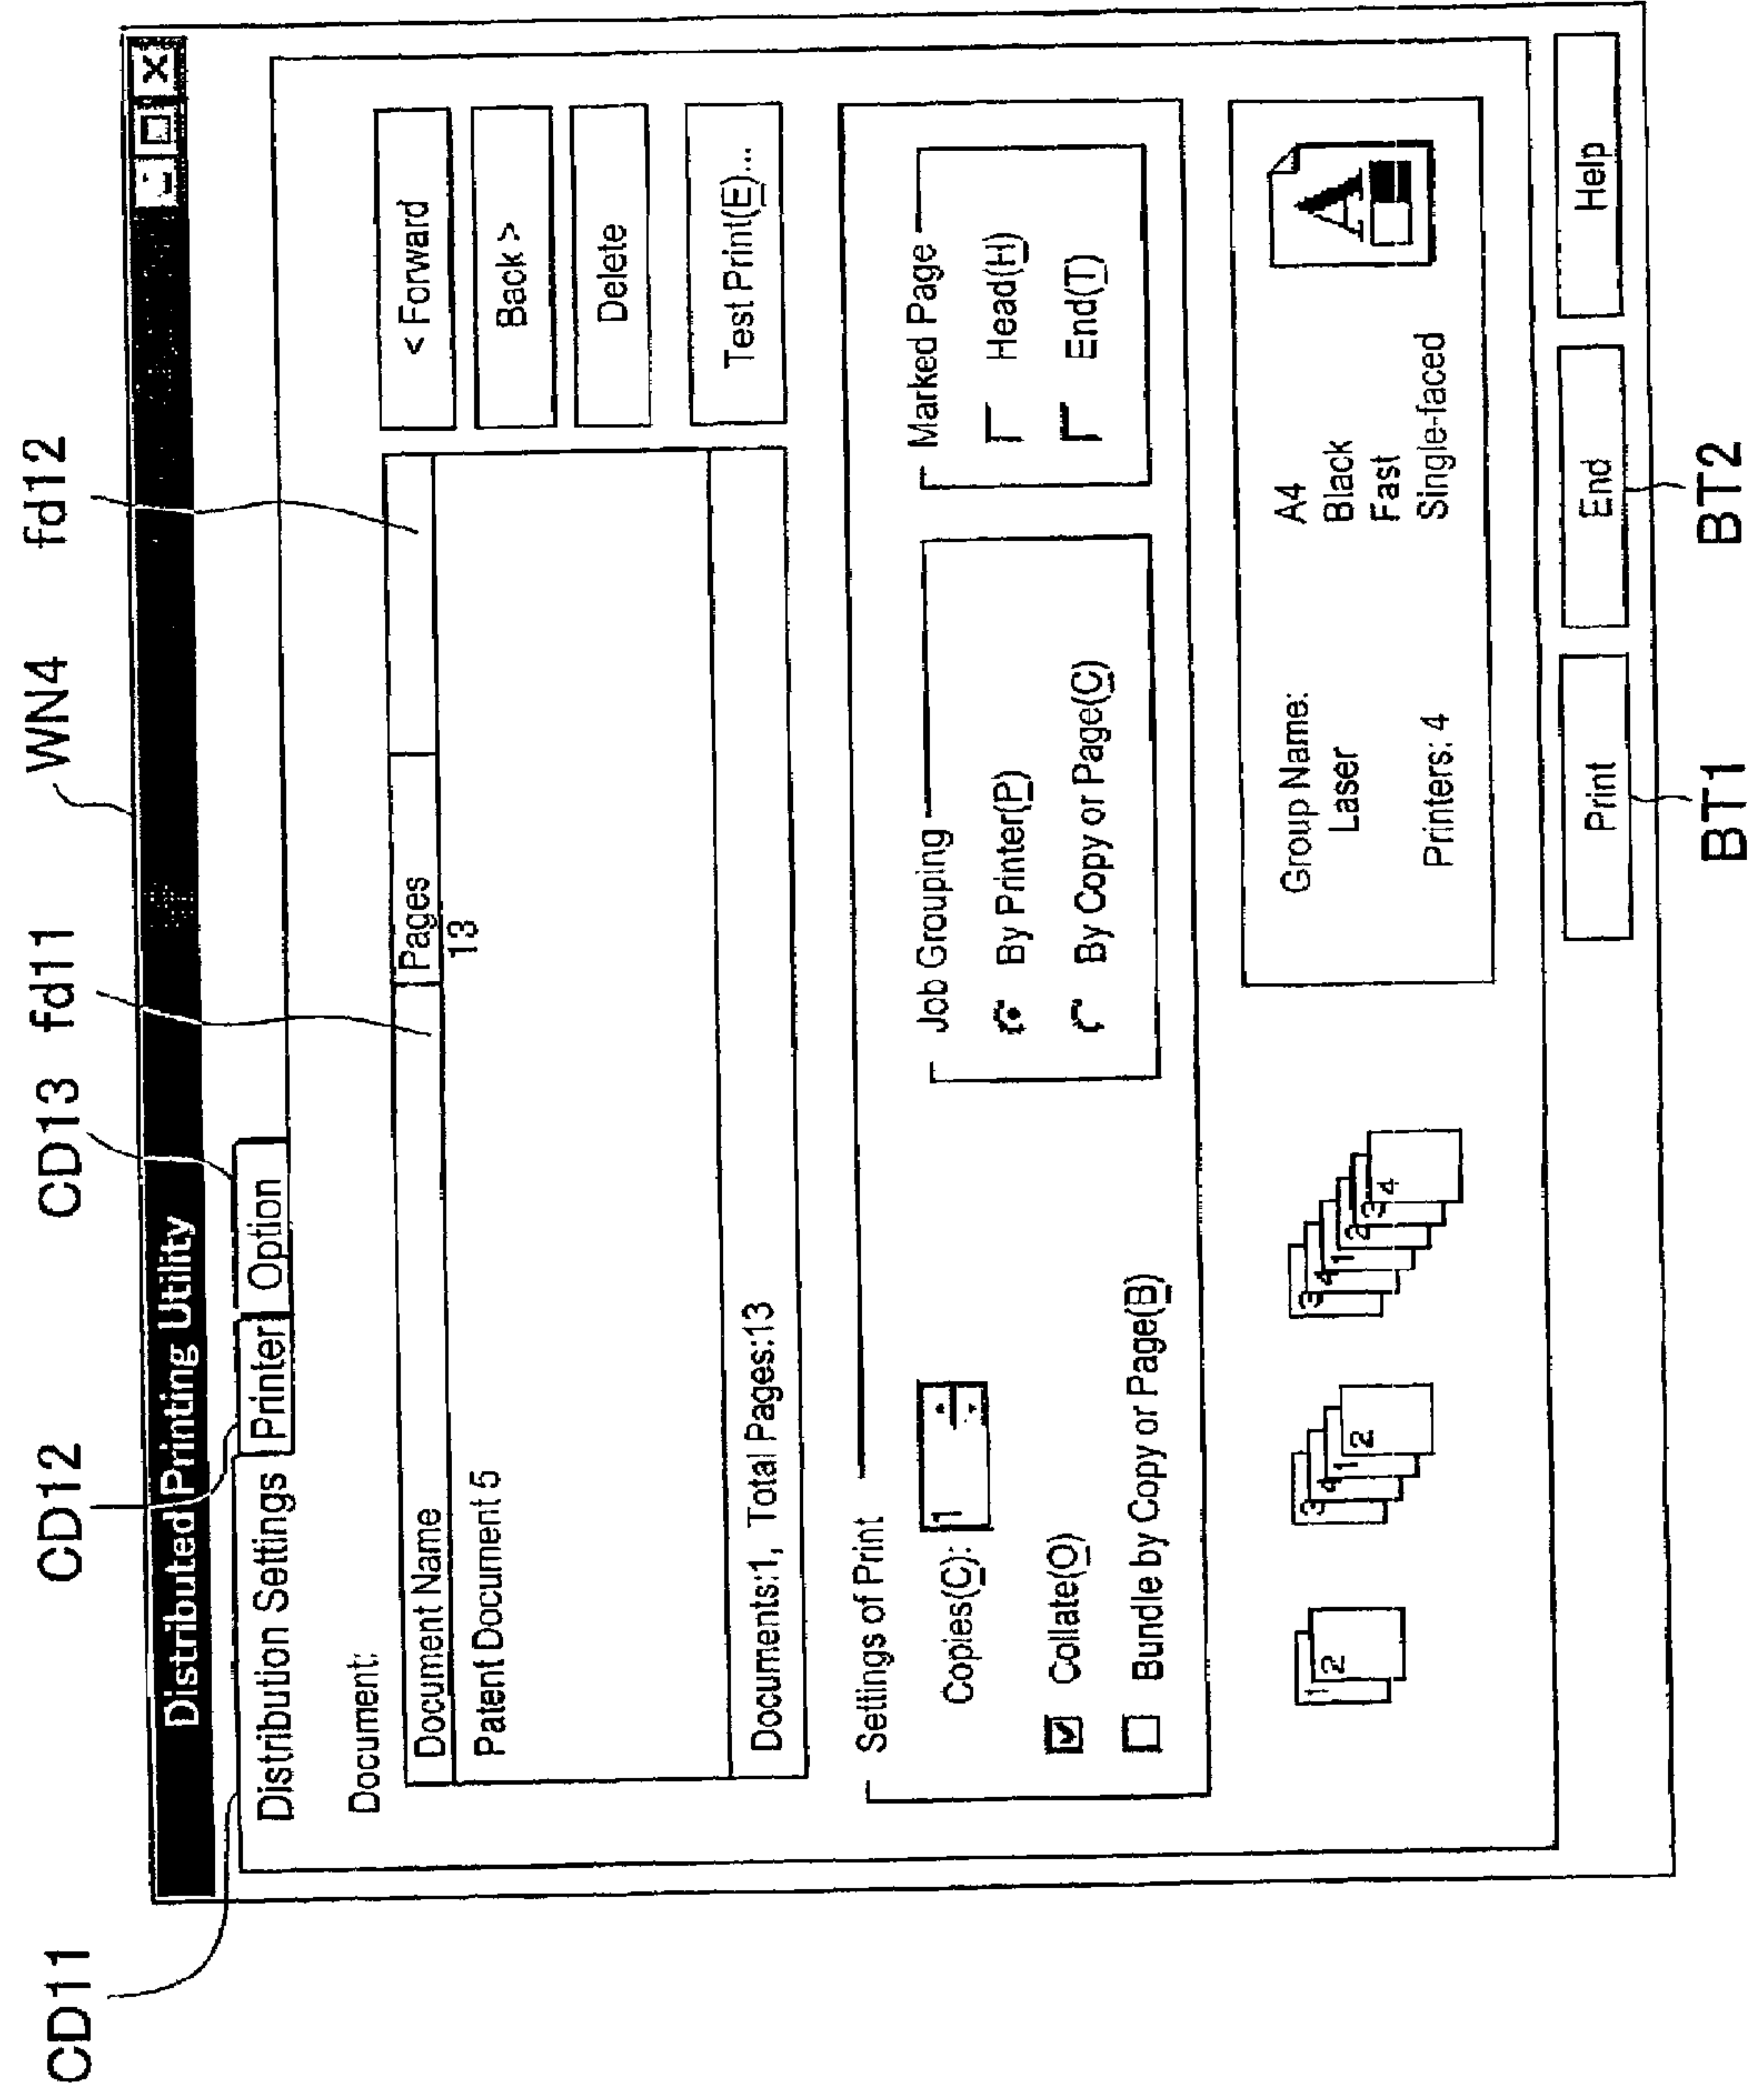 CD11 CD12 CD13 fd11 WN4 fd12
Distributed Printing Utility
Distribution Settings Printer Option
Document:
Document Name Pages
Patent Document 5 13
Documents:1, Total Pages:13
< Forward
Back >
Delete
Test Print(E)...
Settings of Print
Copies(C): 1
Collate(O)
Bundle by Copy or Page(B)
Job Grouping
By Printer(P)
By Copy or Page(C)
Marked Page
Head(H)
End(T)
1 2
3 4 1 2
3 4 1 2 3 4
Group Name:
Laser
Printers: 4
A4
Black
Fast
Single-faced
A
Print End Help
BT1 BT2